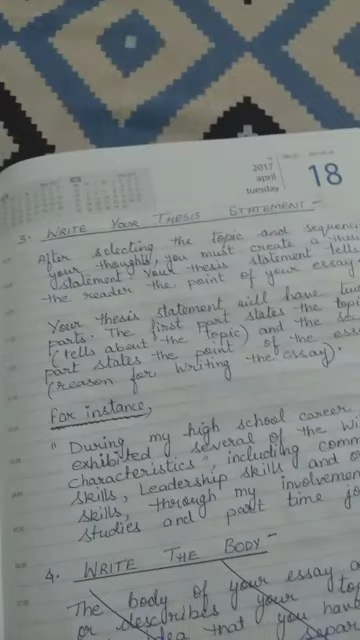 2017
april
tuesday
18
3. WRITE YOUR THESIS STATEMENT -
After selecting the topic and
your thoughts, you must create a
statement. Your thesis statement tells
the reader the point of your essay.
Your thesis statement will have
parts. The first part states the
(tells about the topic) and the
part states the point of the
(reason for writing the essay).
For instance,
" During my high school career,
exhibited several of the
characteristics", including
skills, Leadership skills and
skills, through my
studies and part time
4. WRITE THE BODY -
The body of your essay
or describes your
idea that you